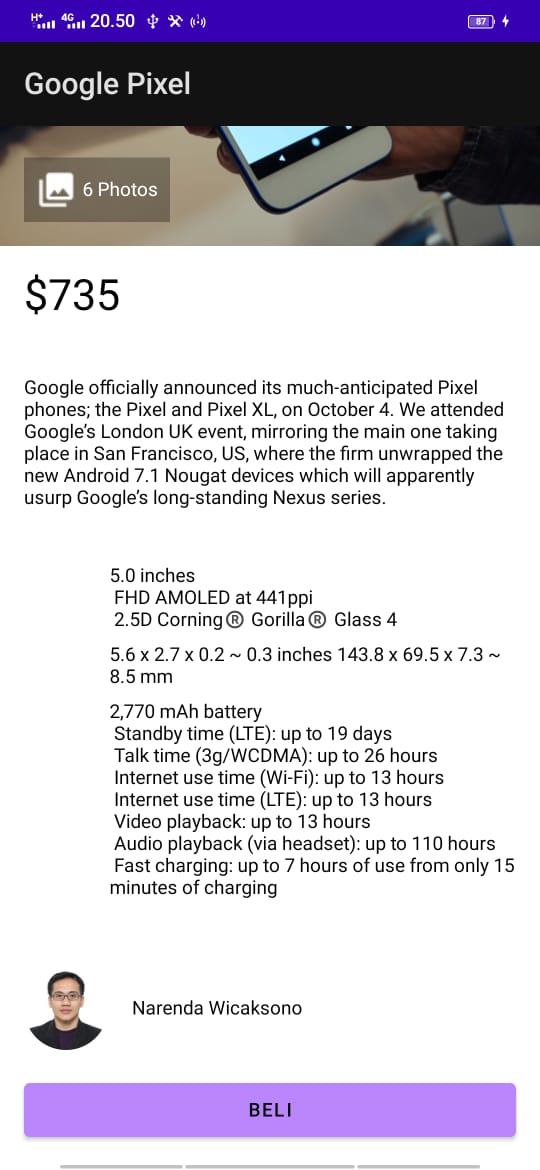 H+ 4G 20.50 87
Google Pixel
6 Photos
$735
Google officially announced its much-anticipated Pixel
phones; the Pixel and Pixel XL, on October 4. We attended
Google’s London UK event, mirroring the main one taking
place in San Francisco, US, where the firm unwrapped the
new Android 7.1 Nougat devices which will apparently
usurp Google’s long-standing Nexus series.
5.0 inches
FHD AMOLED at 441ppi
2.5D Corning® Gorilla® Glass 4
5.6 x 2.7 x 0.2 ~ 0.3 inches 143.8 x 69.5 x 7.3 ~
8.5 mm
2,770 mAh battery
Standby time (LTE): up to 19 days
Talk time (3g/WCDMA): up to 26 hours
Internet use time (Wi-Fi): up to 13 hours
Internet use time (LTE): up to 13 hours
Video playback: up to 13 hours
Audio playback (via headset): up to 110 hours
Fast charging: up to 7 hours of use from only 15
minutes of charging
Narenda Wicaksono
BELI